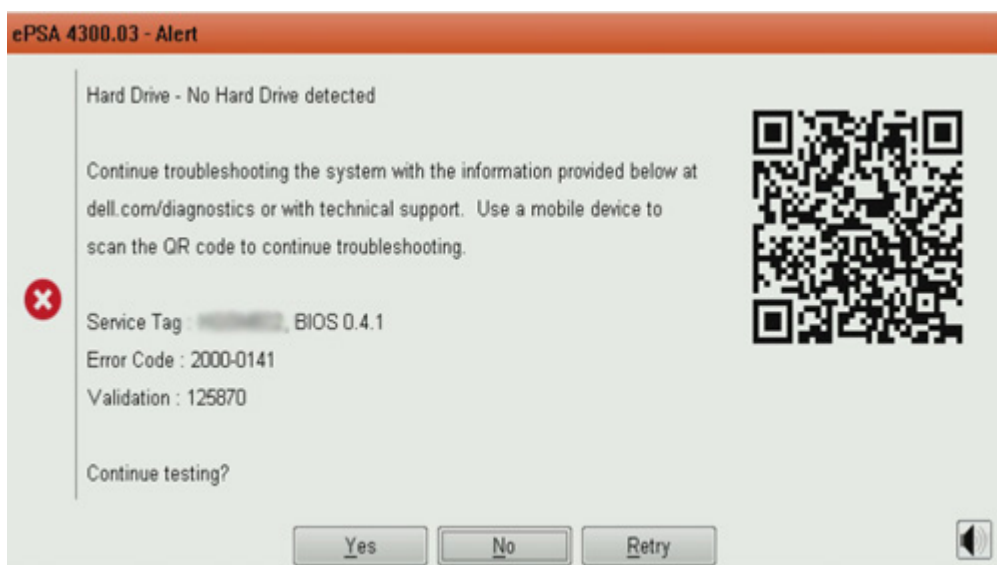 ePSA 4300.03 - Alert
Hard Drive - No Hard Drive detected
Continue troubleshooting the system with the information provided below at
dell.com/diagnostics or with technical support. Use a mobile device to
scan the QR code to continue troubleshooting.
Service Tag : , BIOS 0.4.1
Error Code : 2000-0141
Validation : 125870
Continue testing?
Yes No Retry